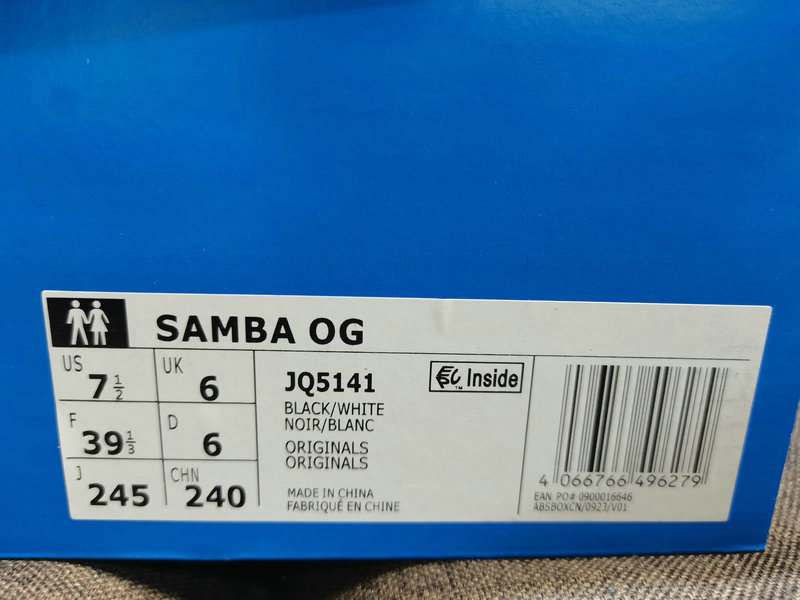 SAMBA OG
US 7 1/2 UK 6
F 39 1/3 D 6
J 245 CHN 240
JQ5141
BLACK/WHITE
NOIR/BLANC
ORIGINALS
ORIGINALS
MADE IN CHINA
FABRIQUÉ EN CHINE
Inside
TM
4 066766 496279
EAN PO# 0900016646
ABSBOXCN/0923/V01